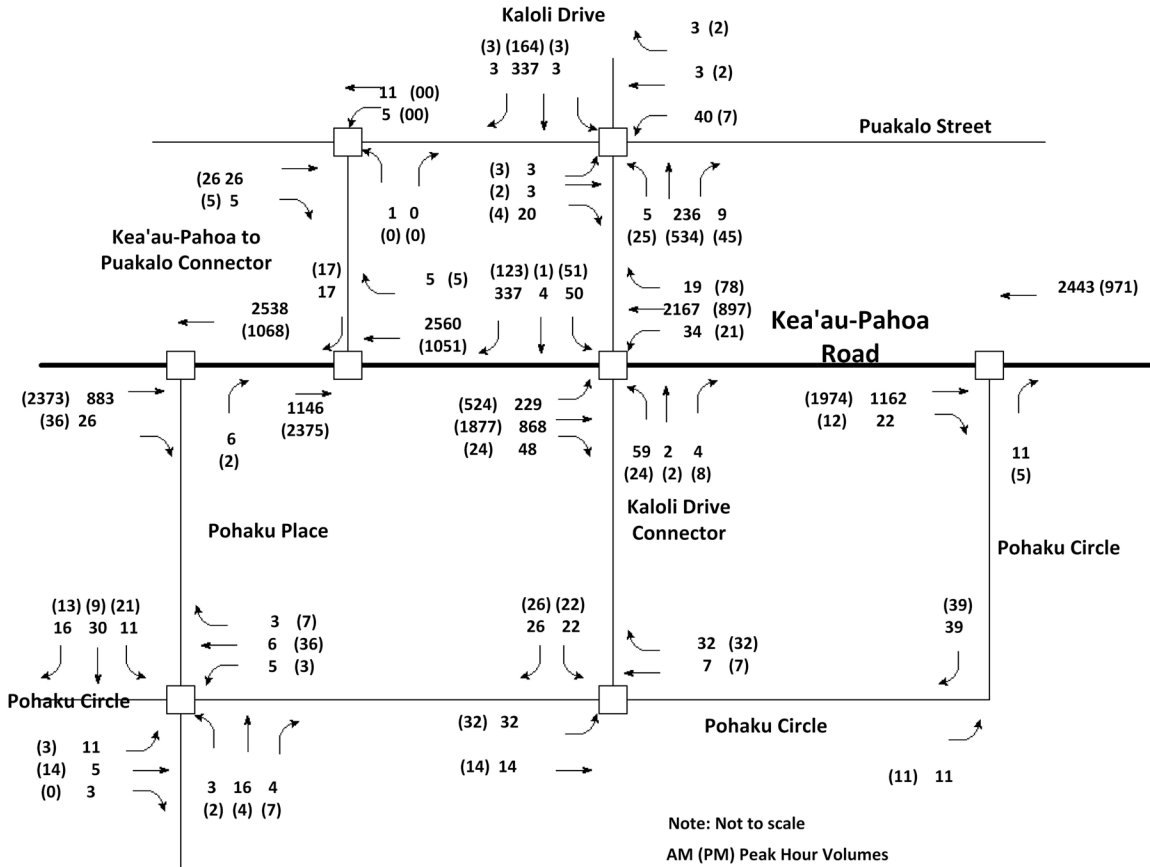 Kaloli Drive
3 (2)
(3) (164) (3)
3 337 3
3 (2)
11 (00)
5 (00)
40 (7)
Puakalo Street
(26 26
(5) 5
(3) 3
(2) 3
(4) 20
1 0
(0) (0)
5 236 9
(25) (534) (45)
Kea'au-Pahoa to
Puakalo Connector
(17)
17
5 (5)
(123) (1) (51)
337 4 50
19 (78)
2167 (897)
34 (21)
2443 (971)
2538
(1068)
2560
(1051)
Kea'au-Pahoa
Road
(2373) 883
(36) 26
6
(2)
1146
(2375)
(524) 229
(1877) 868
(24) 48
59 2 4
(24) (2) (8)
(1974) 1162
(12) 22
11
(5)
Pohaku Place
Kaloli Drive
Connector
Pohaku Circle
(13) (9) (21)
16 30 11
3 (7)
6 (36)
5 (3)
(26) (22)
26 22
32 (32)
7 (7)
(39)
39
Pohaku Circle
(3) 11
(14) 5
(0) 3
3 16 4
(2) (4) (7)
(32) 32
(14) 14
Pohaku Circle
(11) 11
Note: Not to scale
AM (PM) Peak Hour Volumes